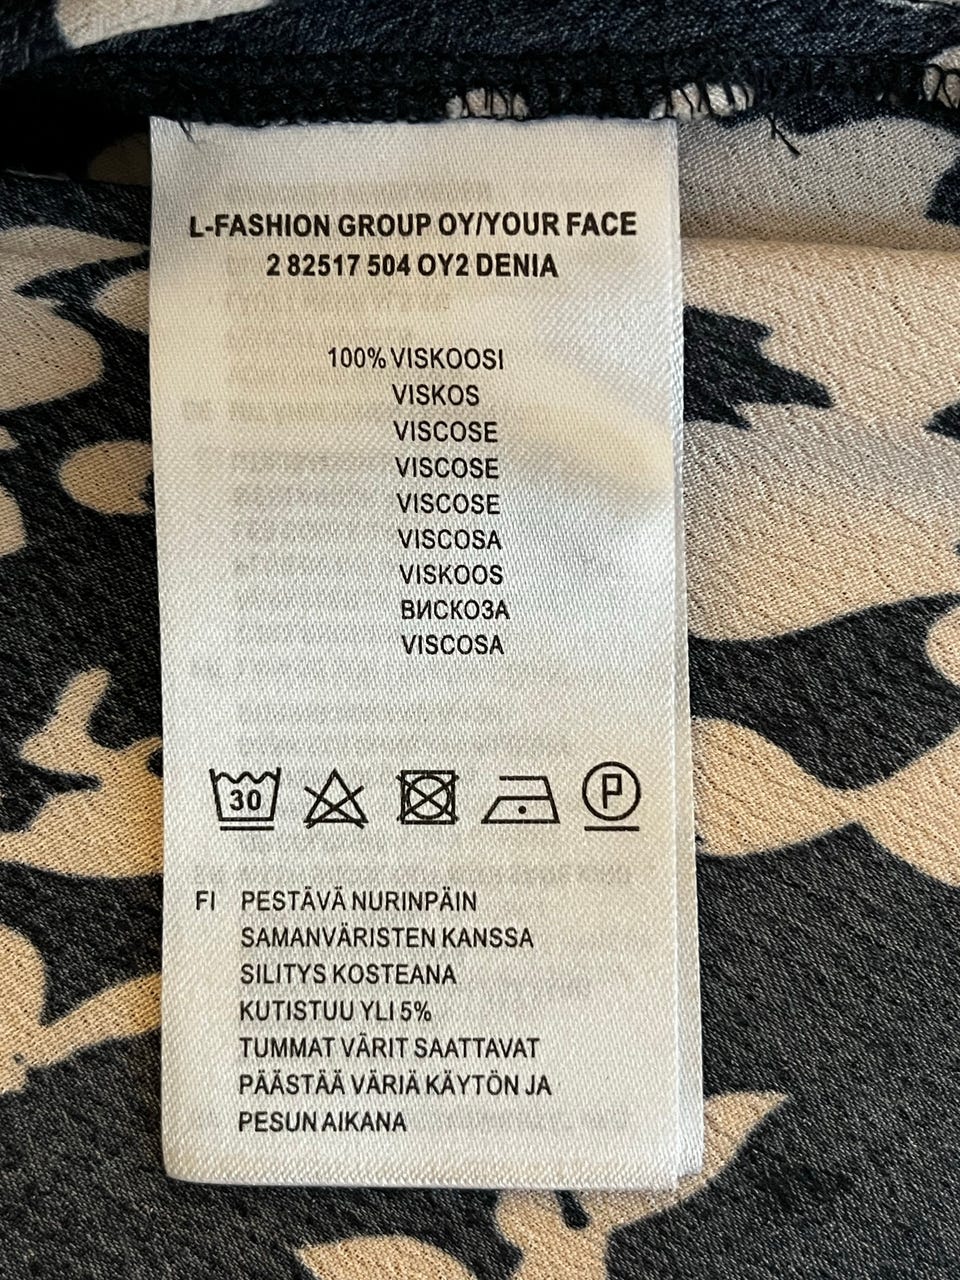 L-FASHION GROUP OY/YOUR FACE
2 82517 504 OY2 DENIA
100% VISKOOSI
VISKOS
VISCOSE
VISCOSE
VISCOSE
VISCOSA
VISKOOS
ВИСКОЗА
VISCOSA
30 P
FI PESTÄVÄ NURINPÄIN
SAMANVÄRISTEN KANSSA
SILITYS KOSTEANA
KUTISTUU YLI 5%
TUMMAT VÄRIT SAATTAVAT
PÄÄSTÄÄ VÄRIÄ KÄYTÖN JA
PESUN AIKANA